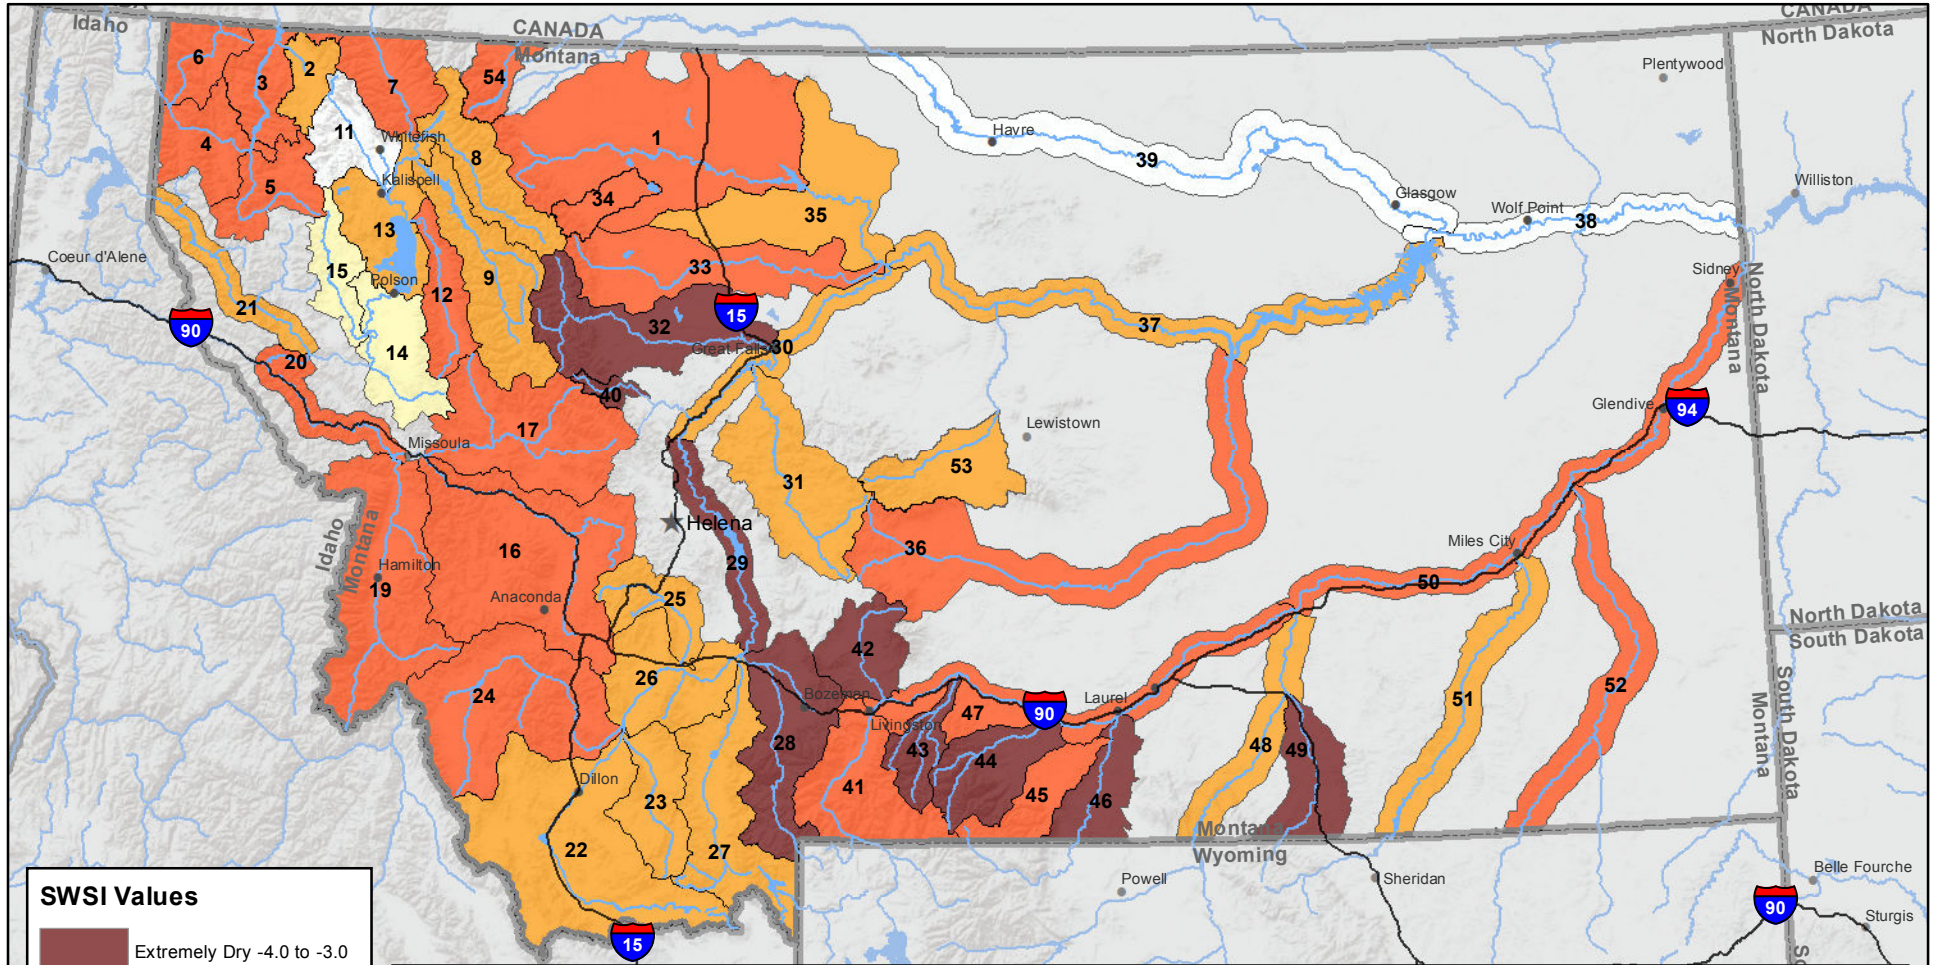 CANADA
Idaho
CANADA
Montana
CANADA
North Dakota
6
3
2
7
54
Plentywood
4
11
Whitefish
8
1
Havre
39
5
Kalispell
34
Glasgow
Williston
13
35
Wolf Point
38
Coeur d'Alene
15
Polson
12
9
33
Sidney
North Dakota
Montana
21
90
32
15
37
20
14
Great Falls
30
40
Glendive
94
17
Missoula
Lewistown
31
53
Helena
Idaho
Montana
16
36
29
Miles City
Hamilton
19
Anaconda
25
50
North Dakota
South Dakota
42
26
24
Bozeman
Livingston
47
90
Laurel
51
52
Montana
South Dakota
28
43
44
48
49
Dillon
23
41
45
46
22
27
Montana
Wyoming
Powell
Sheridan
Belle Fourche
90
Sturgis
15
SWSI Values
Extremely Dry -4.0 to -3.0